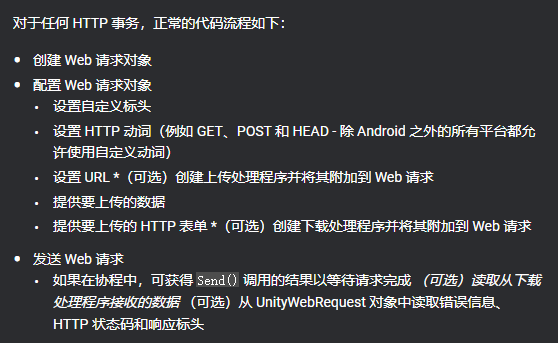 对于任何 HTTP 事务，正常的代码流程如下：
• 创建 Web 请求对象
• 配置 Web 请求对象
• 设置自定义标头
• 设置 HTTP 动词（例如 GET、POST 和 HEAD - 除 Android 之外的所有平台都允
许使用自定义动词）
• 设置 URL *（可选）创建上传处理程序并将其附加到 Web 请求
• 提供要上传的数据
• 提供要上传的 HTTP 表单 *（可选）创建下载处理程序并将其附加到 Web 请求
• 发送 Web 请求
• 如果在协程中，可获得 Send() 调用的结果以等待请求完成 （可选）读取从下载
处理程序接收的数据 （可选）从 UnityWebRequest 对象中读取错误信息、
HTTP 状态码和响应标头